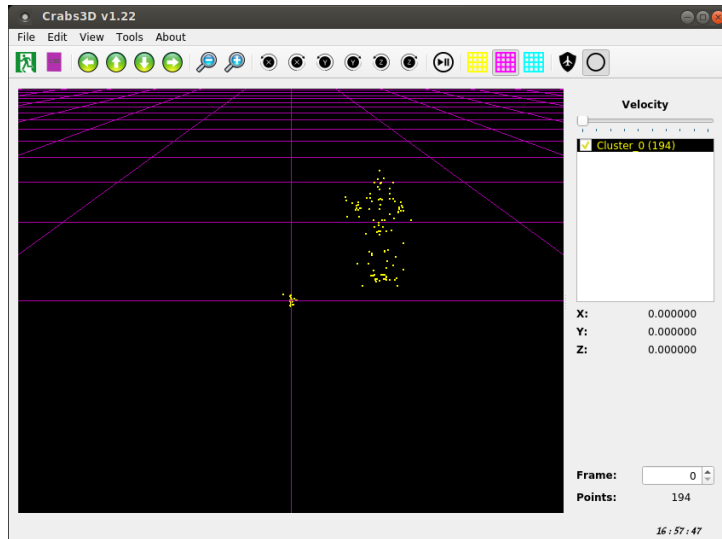 Crabs3D v1.22
File Edit View Tools About
X X Y Y Z Z
Velocity
Cluster_0 (194)
X: 0.000000
Y: 0.000000
Z: 0.000000
Frame: 0
Points: 194
16:57:47